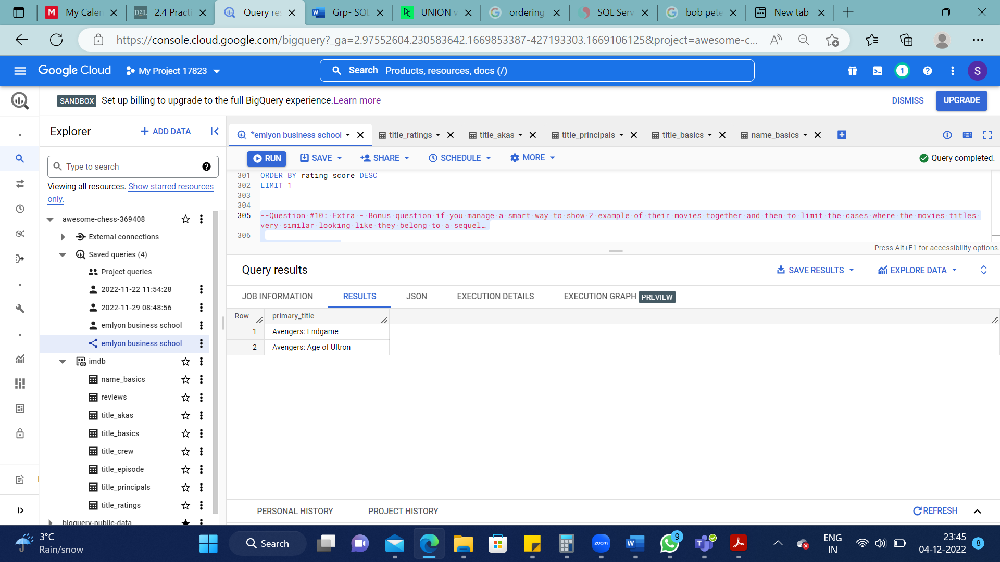 My Calen
2.4 Practi
Query res
Grp- SQL
UNION v
ordering
SQL Serv
bob pete
New tab
https://console.cloud.google.com/bigquery?_ga=2.97552604.230583642.1669853387-427193303.1669106125&project=awesome-c...
Google Cloud
My Project 17823
Search Products, resources, docs (/)
1
S
SANDBOX Set up billing to upgrade to the full BigQuery experience. Learn more
DISMISS
UPGRADE
Explorer
+ ADD DATA
*emlyon business school
title_ratings
title_akas
title_principals
title_basics
name_basics
RUN
SAVE
SHARE
SCHEDULE
MORE
Query completed.
Type to search
Viewing all resources. Show starred resources
only.
awesome-chess-369408
External connections
Saved queries (4)
Project queries
2022-11-22 11:54:28
2022-11-29 08:48:56
emlyon business school
emlyon business school
imdb
name_basics
reviews
title_akas
title_basics
title_crew
title_episode
title_principals
title_ratings
bigquery-public-data
301 ORDER BY rating_score DESC
302 LIMIT 1
303
304
305 --Question #10: Extra - Bonus question if you manage a smart way to show 2 example of their movies together and then to limit the cases where the movies titles
very similar looking like they belong to a sequel…
306
Press Alt+F1 for accessibility options.
Query results
SAVE RESULTS
EXPLORE DATA
JOB INFORMATION
RESULTS
JSON
EXECUTION DETAILS
EXECUTION GRAPH PREVIEW
Row primary_title
1 Avengers: Endgame
2 Avengers: Age of Ultron
PERSONAL HISTORY
PROJECT HISTORY
REFRESH
3°C
Rain/snow
Search
zoom
9
ENG
IN
23:45
04-12-2022
8